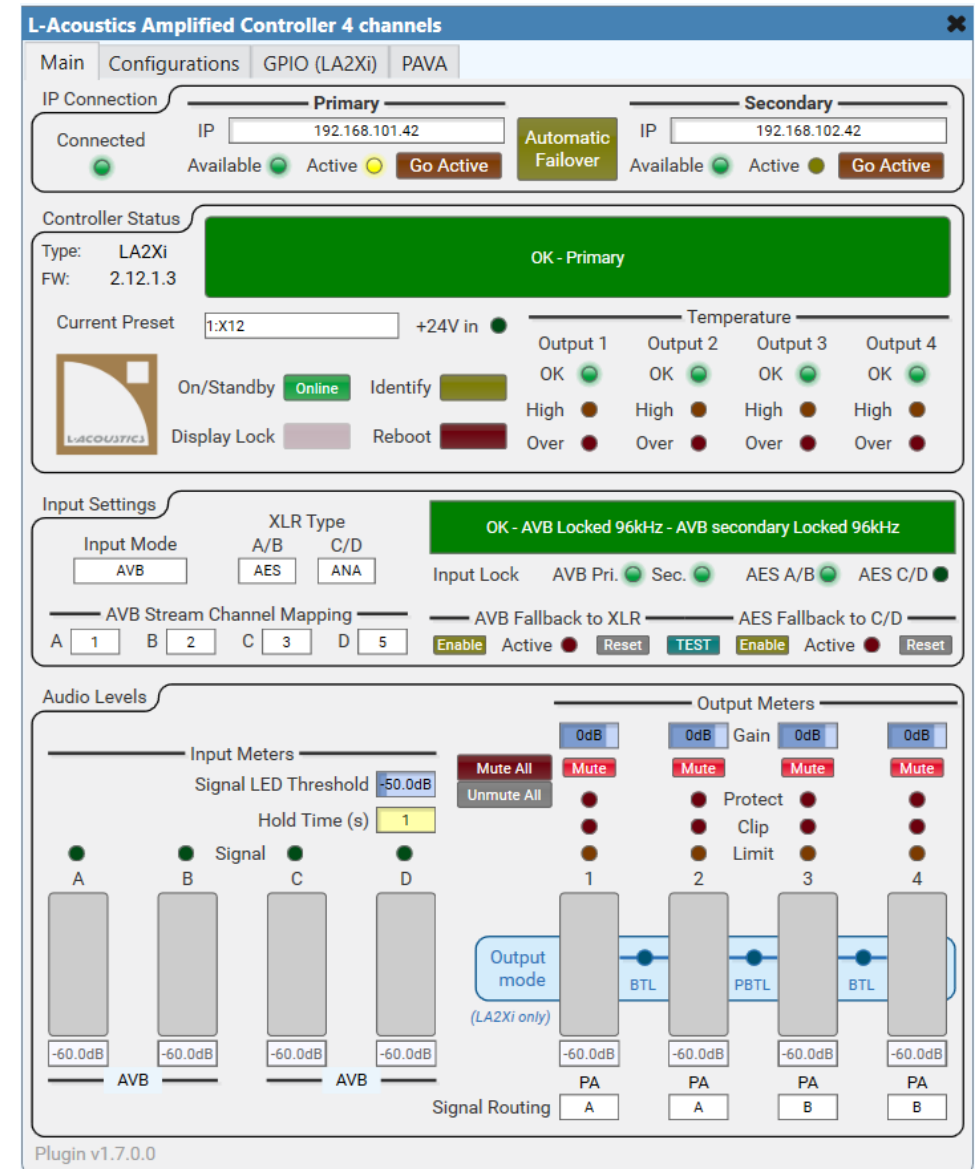 L-Acoustics Amplified Controller 4 channels
Main Configurations GPIO (LA2Xi) PAVA
IP Connection
Primary
Secondary
Connected
IP 192.168.101.42
Available Active Go Active
Automatic
Failover
IP 192.168.102.42
Available Active Go Active
Controller Status
Type: LA2Xi
FW: 2.12.1.3
OK - Primary
Current Preset 1:X12 +24V in
Temperature
Output 1 Output 2 Output 3 Output 4
OK OK OK OK
High High High High
Over Over Over Over
L-ACOUSTICS
On/Standby Online Identify
Display Lock Reboot
Input Settings
Input Mode
AVB
XLR Type
A/B C/D
AES ANA
OK - AVB Locked 96kHz - AVB secondary Locked 96kHz
Input Lock AVB Pri. Sec. AES A/B AES C/D
AVB Stream Channel Mapping
A 1 B 2 C 3 D 5
AVB Fallback to XLR AES Fallback to C/D
Enable Active Reset TEST Enable Active Reset
Audio Levels
Input Meters
Signal LED Threshold -50.0dB
Hold Time (s) 1
Signal
A B C D
-60.0dB -60.0dB -60.0dB -60.0dB
AVB AVB
Output Meters
0dB 0dB Gain 0dB 0dB
Mute All Mute Mute Mute Mute
Unmute All
Protect
Clip
Limit
1 2 3 4
Output
mode
BTL PBTL BTL
(LA2Xi only)
-60.0dB -60.0dB -60.0dB -60.0dB
PA PA PA PA
Signal Routing A A B B
Plugin v1.7.0.0